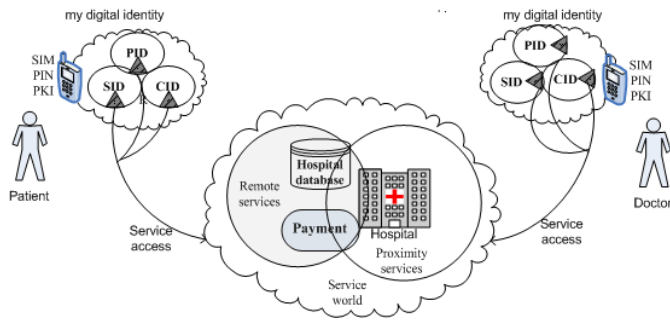 my digital identity
my digital identity
SIM
PIN
PKI
PID
SID
CID
PID
SID
CID
SIM
PIN
PKI
Patient
Doctor
Hospital
database
Remote
services
Payment
Hospital
Proximity
services
Service
access
Service
access
Service
world